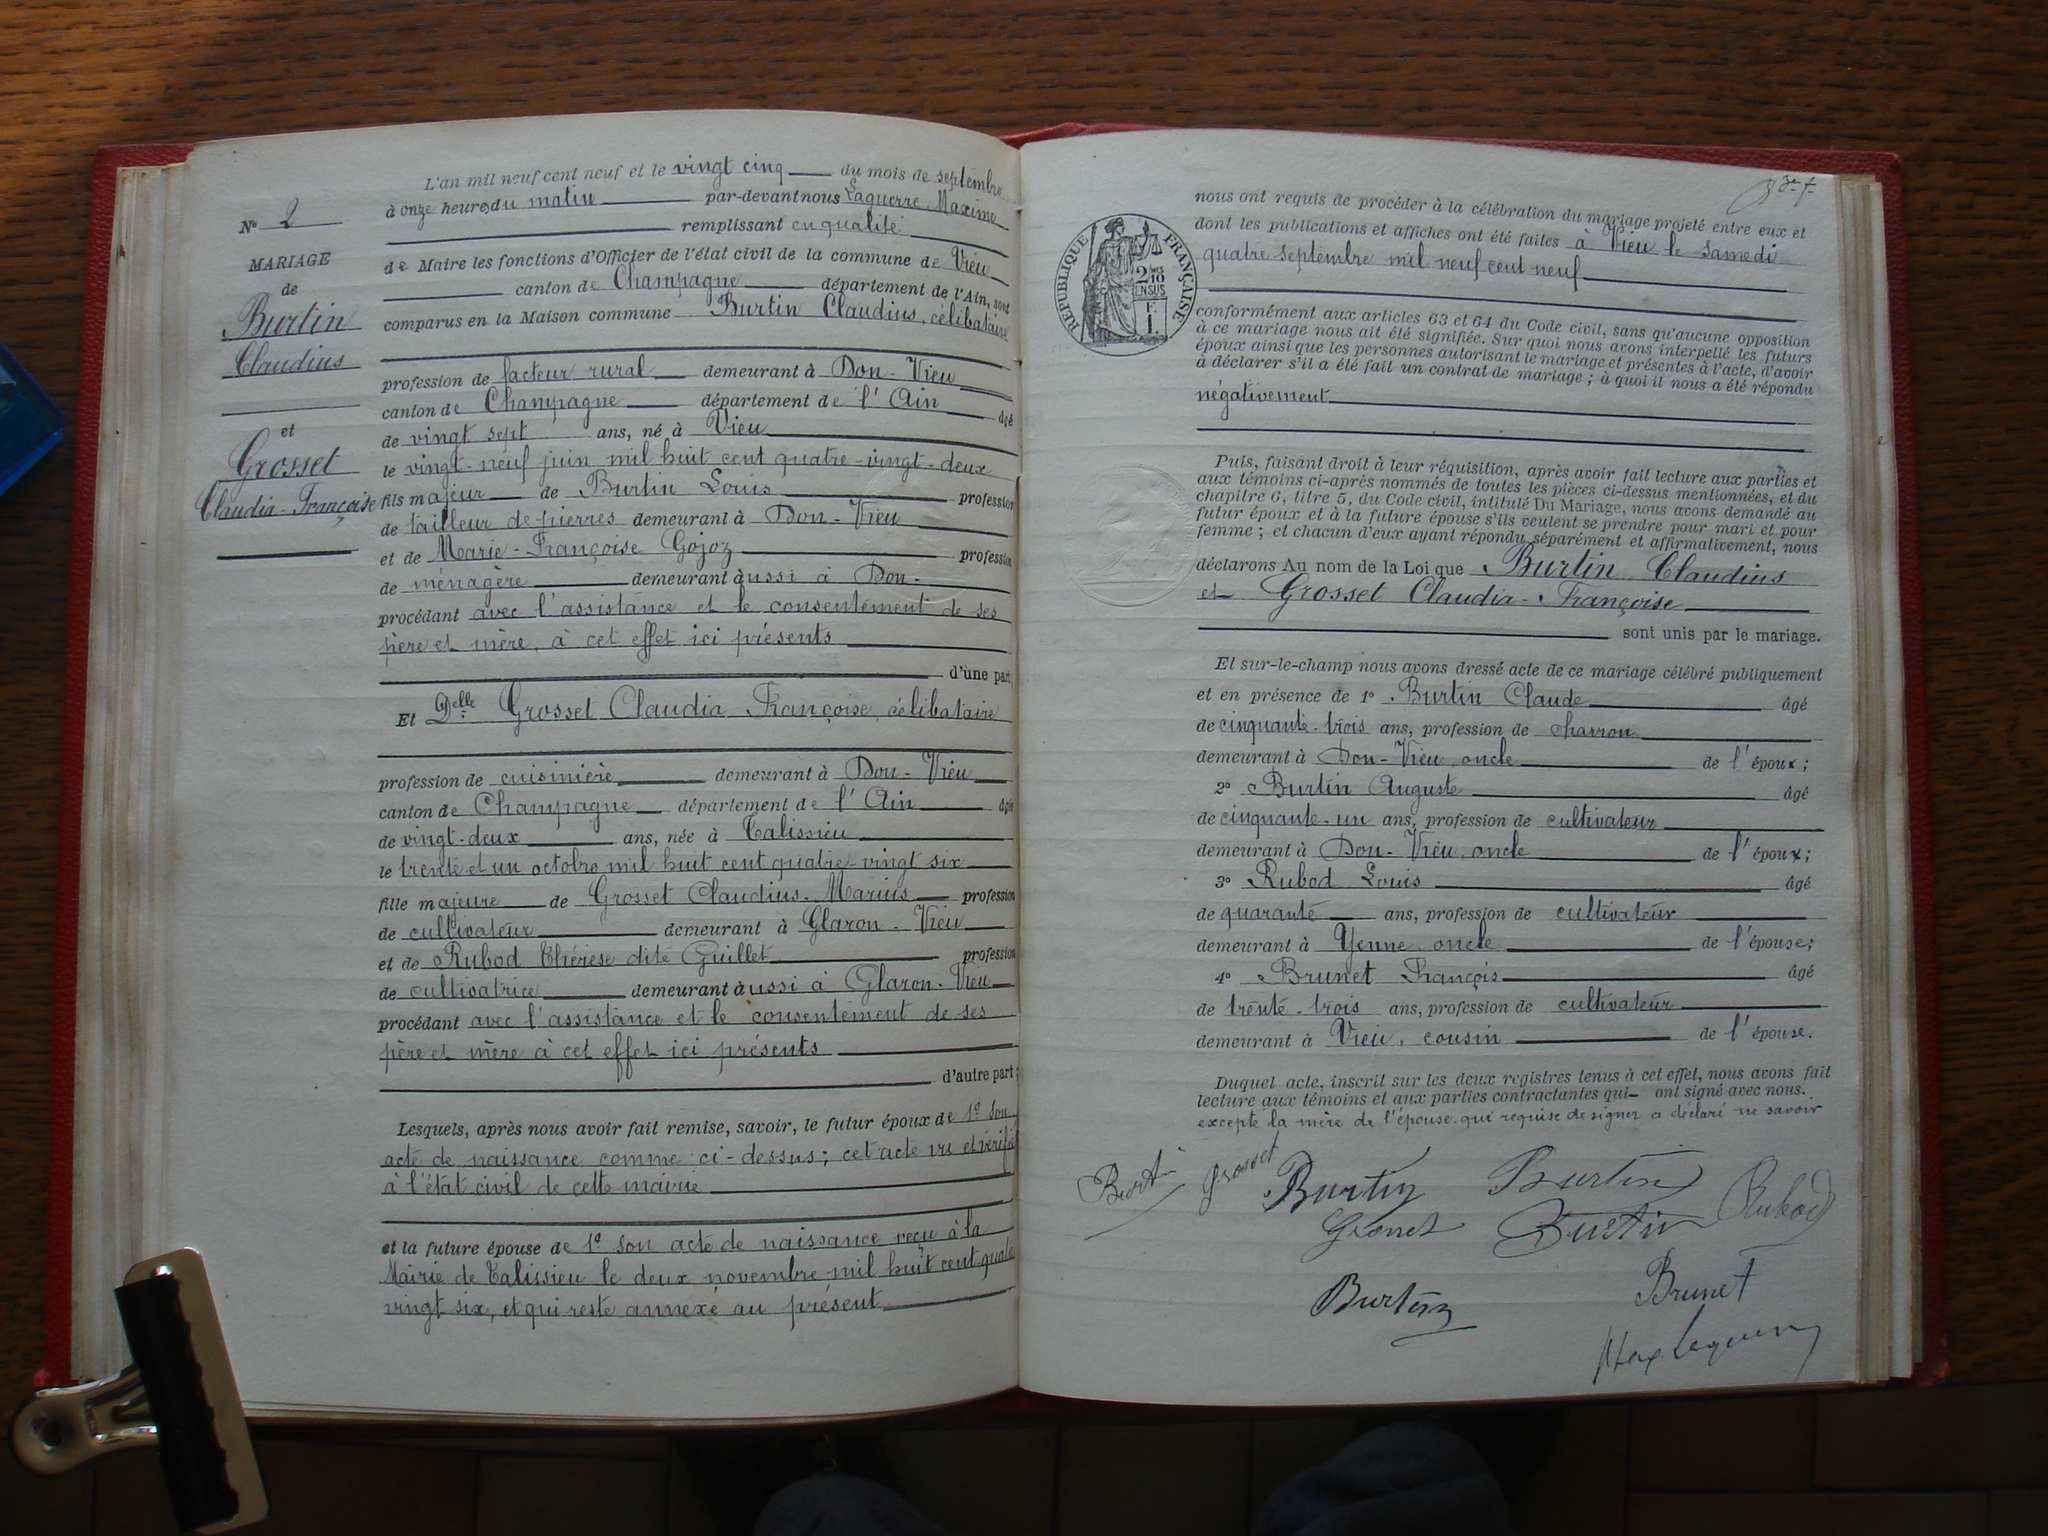 N° 2
MARIAGE
de
Burtin
Claudius
et
Grosset
Claudia-Françoise
L'an mil neuf cent neuf et le vingt cinq du mois de septembre
à onze heures du matin par-devant nous Laguerre Maxime
remplissant en qualité
de Maire les fonctions d'Officier de l'état civil de la commune de Vieu
canton de Champagne département de l'Ain, sont
comparus en la Maison commune Burtin Claudius, célibataire
profession de facteur rural demeurant à Don-Vieu
canton de Champagne département de l'Ain âgé
de vingt sept ans, né à Vieu
le vingt-neuf juin mil huit cent quatre-vingt-deux
fils majeur de Burtin Louis profession
de tailleur de pierres demeurant à Don-Vieu
et de Marie-Françoise Gojoz profession
de ménagère demeurant aussi à Don-
procédant avec l'assistance et le consentement de ses
père et mère, à cet effet ici présents
d'une part
Et Delle Grosset Claudia Françoise, célibataire
profession de cuisinière demeurant à Don-Vieu
canton de Champagne département de l'Ain âgée
de vingt-deux ans, née à Talissieu
le trente et un octobre mil huit cent quatre-vingt six
fille majeure de Grosset Claudius-Marius profession
de cultivateur demeurant à Glaron-Vieu
et de Rubod Thérèse dite Guillet profession
de cultivatrice demeurant aussi à Glaron-Vieu
procédant avec l'assistance et le consentement de ses
père et mère à cet effet ici présents
d'autre part;
Lesquels, après nous avoir fait remise, savoir, le futur époux de 1° son
acte de naissance comme ci-dessus; cet acte vu et vérifié
à l'état civil de cette mairie
et la future épouse de 1° son acte de naissance reçu à la
Mairie de Talissieu le deux novembre mil huit cent quatre
vingt six, et qui reste annexé au présent
RÉPUBLIQUE FRANÇAISE
nous ont requis de procéder à la célébration du mariage projeté entre eux et
dont les publications et affiches ont été faites à Vieu le samedi
quatre septembre mil neuf cent neuf
conformément aux articles 63 et 64 du Code civil, sans qu'aucune opposition
à ce mariage nous ait été signifiée. Sur quoi nous avons interpellé les futurs
époux ainsi que les personnes autorisant le mariage et présentes à l'acte, d'avoir
à déclarer s'il a été fait un contrat de mariage; à quoi il nous a été répondu
négativement
Puis, faisant droit à leur réquisition, après avoir fait lecture aux parties et
aux témoins ci-après nommés de toutes les pièces ci-dessus mentionnées, et du
chapitre 6, titre 5, du Code civil, intitulé Du Mariage, nous avons demandé au
futur époux et à la future épouse s'ils veulent se prendre pour mari et pour
femme; et chacun d'eux ayant répondu séparément et affirmativement, nous
déclarons Au nom de la Loi que Burtin Claudius
et Grosset Claudia-Françoise
sont unis par le mariage.
Et sur-le-champ nous avons dressé acte de ce mariage célébré publiquement
et en présence de 1° Burtin Claude âgé
de cinquante-trois ans, profession de charron
demeurant à Don-Vieu, oncle de l'époux;
2° Burtin Auguste âgé
de cinquante-un ans, profession de cultivateur
demeurant à Don-Vieu, oncle de l'époux;
3° Rubod Louis âgé
de quarante ans, profession de cultivateur
demeurant à Yenne, oncle de l'épouse;
4° Brunet François âgé
de trente-trois ans, profession de cultivateur
demeurant à Vieu, cousin de l'épouse.
Duquel acte, inscrit sur les deux registres tenus à cet effet, nous avons fait
lecture aux témoins et aux parties contractantes qui ont signé avec nous.
excepté la mère de l'épouse qui requise de signer a déclaré ne savoir
Grosset Burtin Burtin Rubod
Burtin
Burtin Brunet
Max Laguerre